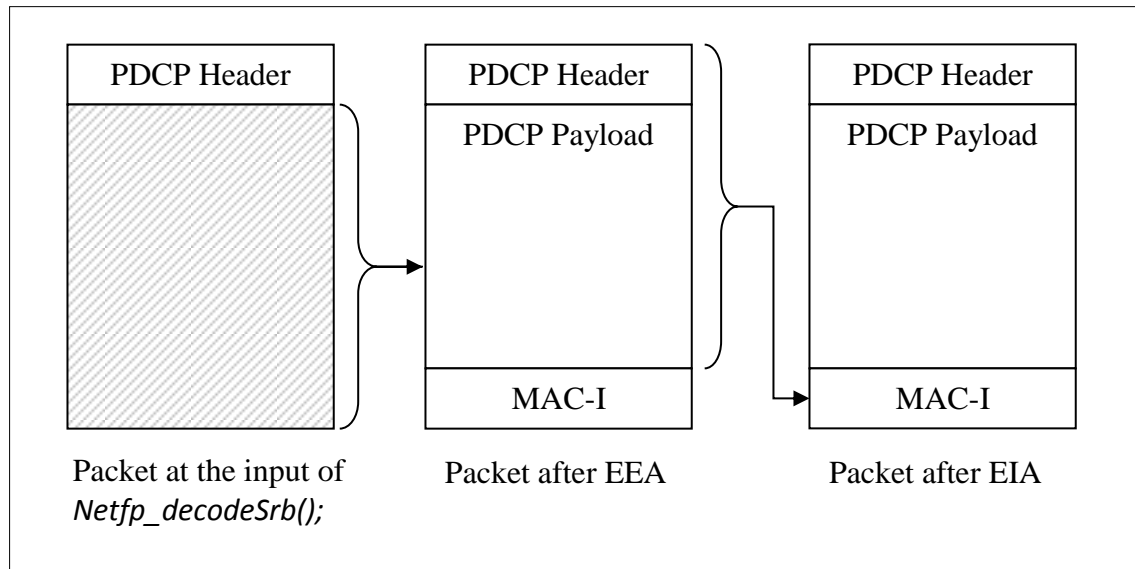 PDCP Header
PDCP Header
PDCP Header
PDCP Payload
PDCP Payload
MAC-I
MAC-I
Packet at the input of
Netfp_decodeSrb();
Packet after EEA
Packet after EIA